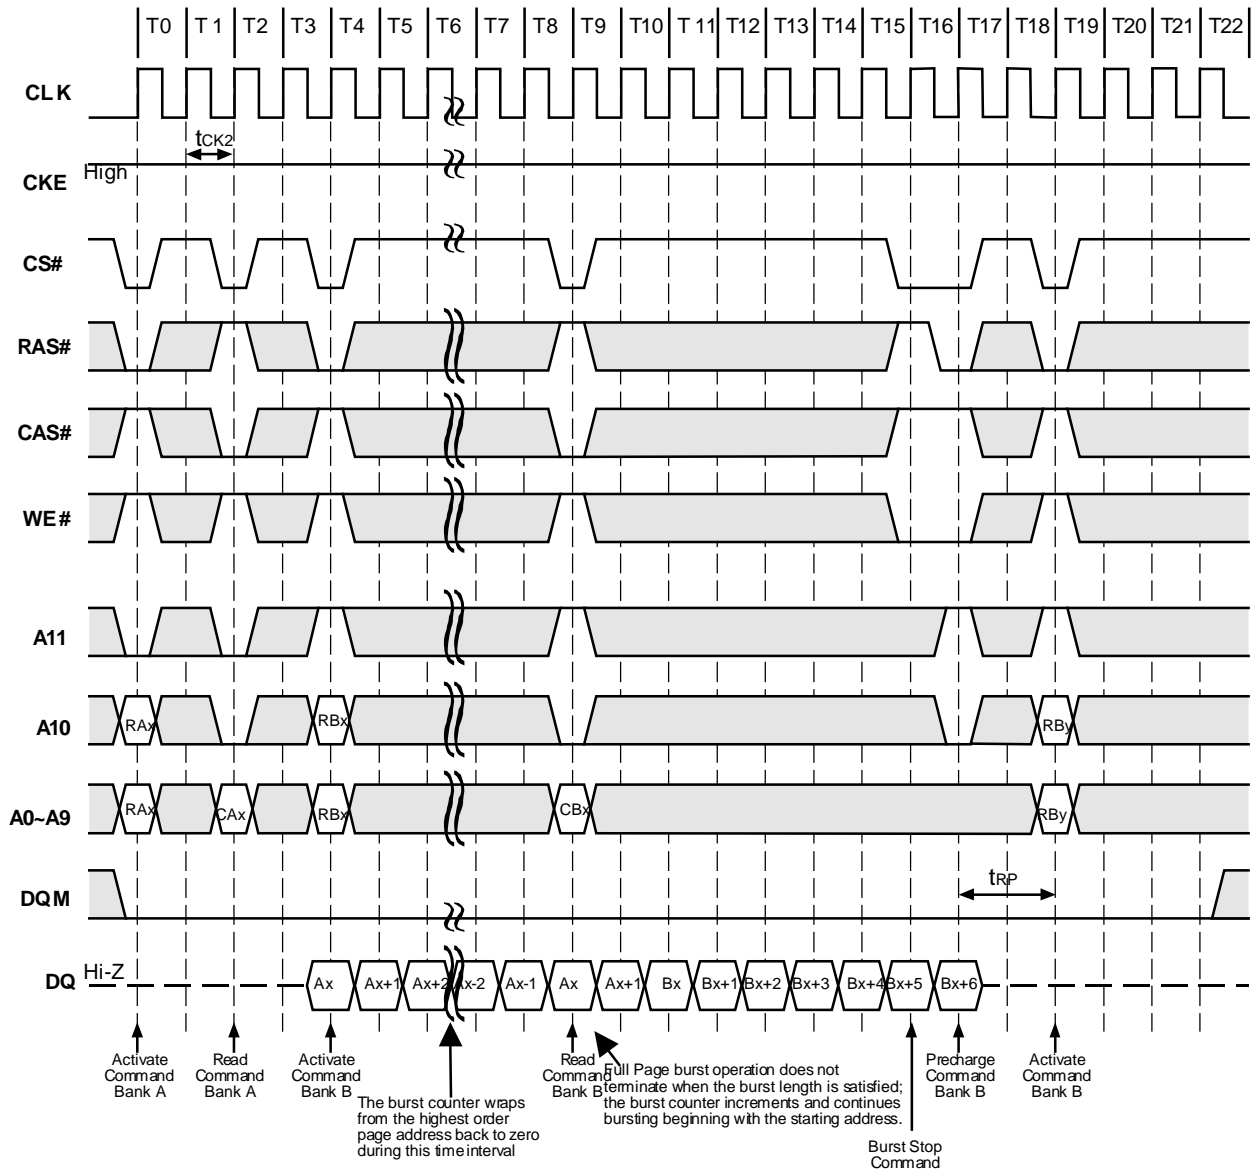 T0 T1 T2 T3 T4 T5 T6 T7 T8 T9 T10 T11 T12 T13 T14 T15 T16 T17 T18 T19 T20 T21 T22
CLK
tCK2
High
CKE
CS#
RAS#
CAS#
WE#
A11
A10 RAx RBx RBy
A0~A9 RAx CAx RBx CBx RBy
DQM tRP
Hi-Z
DQ Ax Ax+1 Ax+2 Ax-2 Ax-1 Ax Ax+1 Bx Bx+1 Bx+2 Bx+3 Bx+4 Bx+5 Bx+6
Activate
Command
Bank A
Read
Command
Bank A
Activate
Command
Bank B
The burst counter wraps
from the highest order
page address back to zero
during this time interval
Read
Command
Bank B
Full Page burst operation does not
terminate when the burst length is satisfied;
the burst counter increments and continues
bursting beginning with the starting address.
Burst Stop
Command
Precharge
Command
Bank B
Activate
Command
Bank B